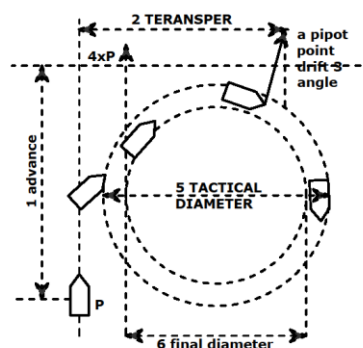 2 TERANSPER
a pipot
point
drift 3
angle
4xP
1 advance
5 TACTICAL
DIAMETER
P
6 final diameter